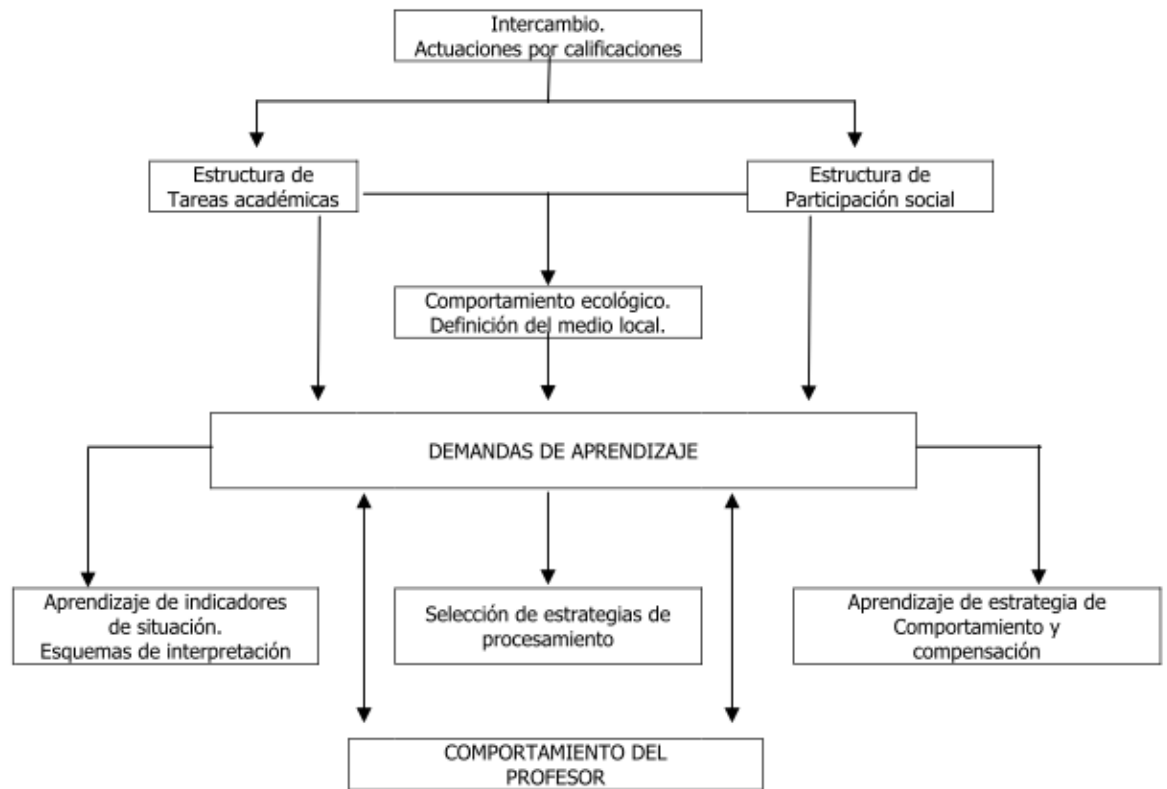 Intercambio.
Actuaciones por calificaciones
Estructura de
Tareas académicas
Estructura de
Participación social
Comportamiento ecológico.
Definición del medio local.
DEMANDAS DE APRENDIZAJE
Aprendizaje de indicadores
de situación.
Esquemas de interpretación
Selección de estrategias de
procesamiento
Aprendizaje de estrategia de
Comportamiento y
compensación
COMPORTAMIENTO DEL
PROFESOR